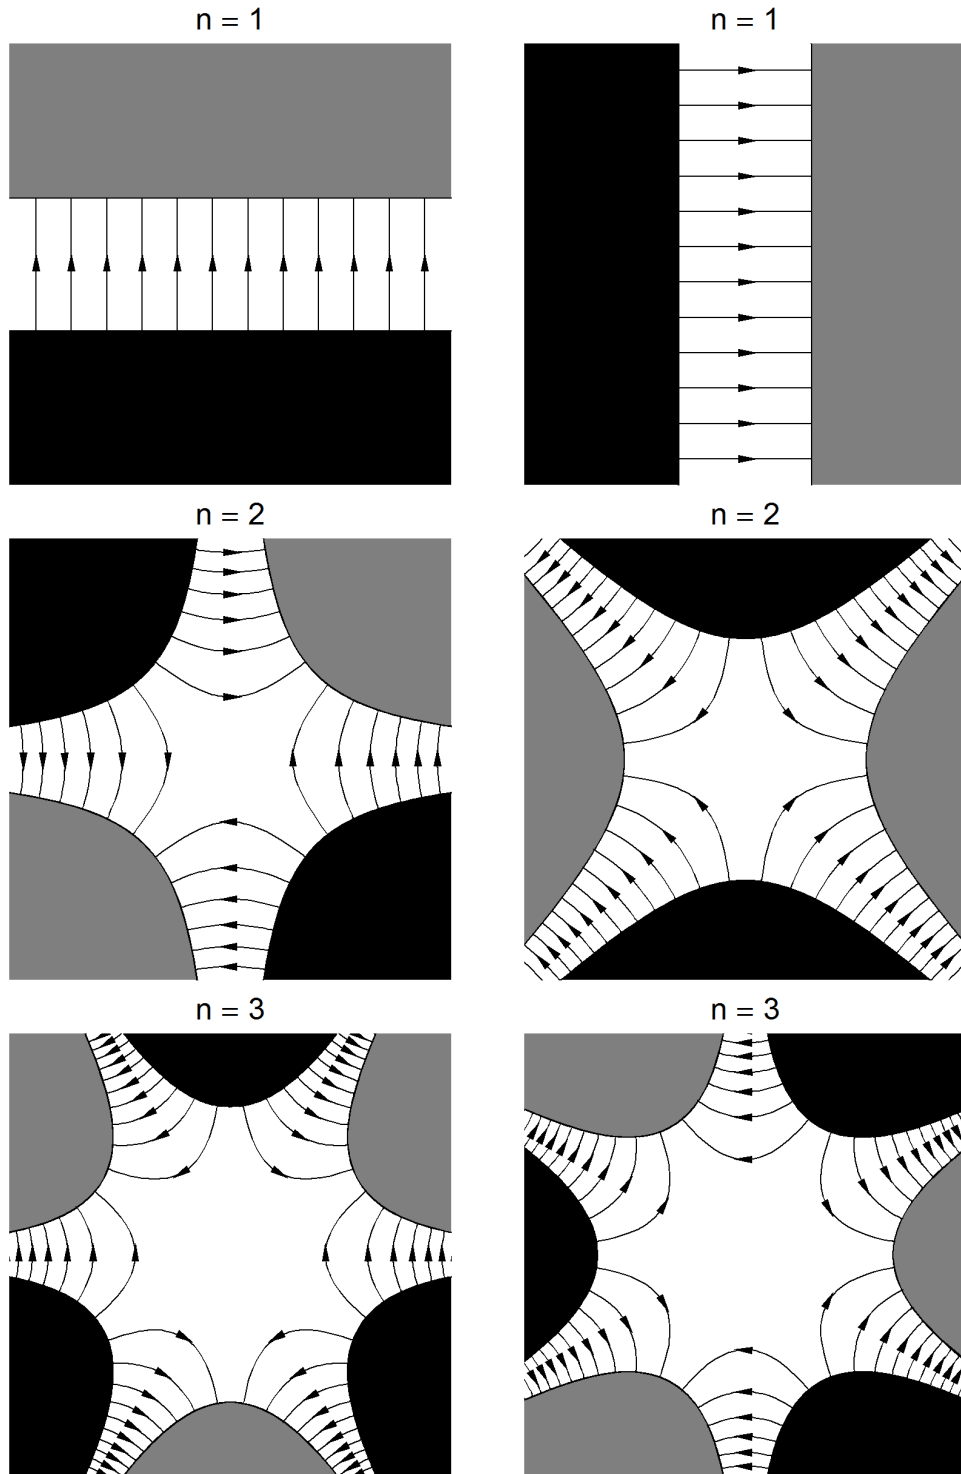 n = 1
n = 1
n = 2
n = 2
n = 3
n = 3